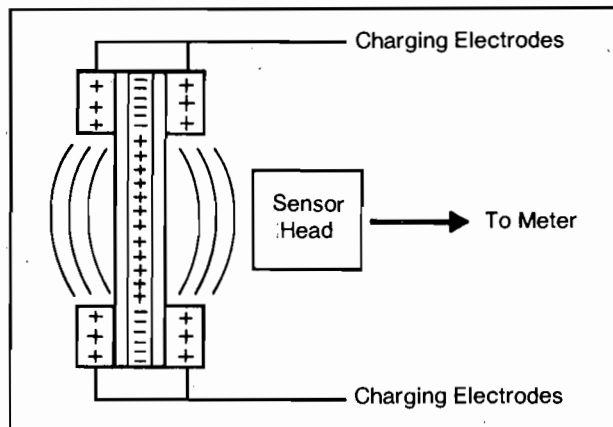 Charging Electrodes
Sensor
Head
To Meter
Charging Electrodes